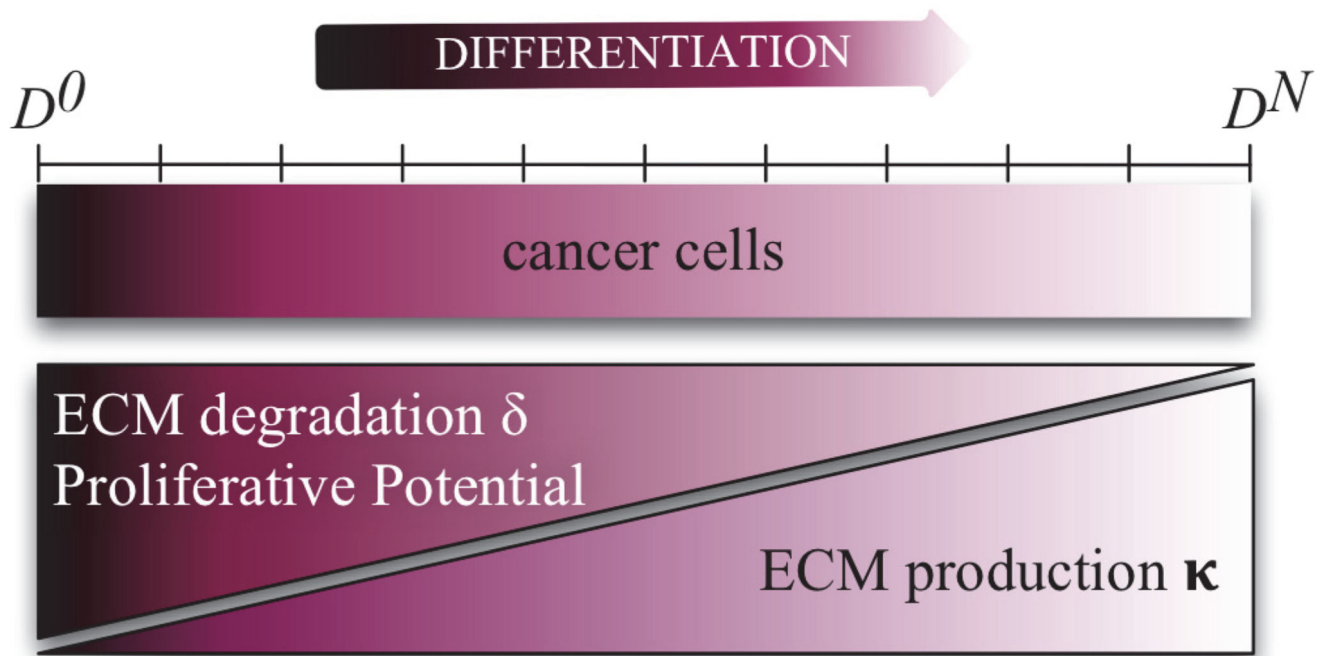 DIFFERENTIATION
D⁰ Dᴺ
cancer cells
ECM degradation δ
Proliferative Potential
ECM production κ